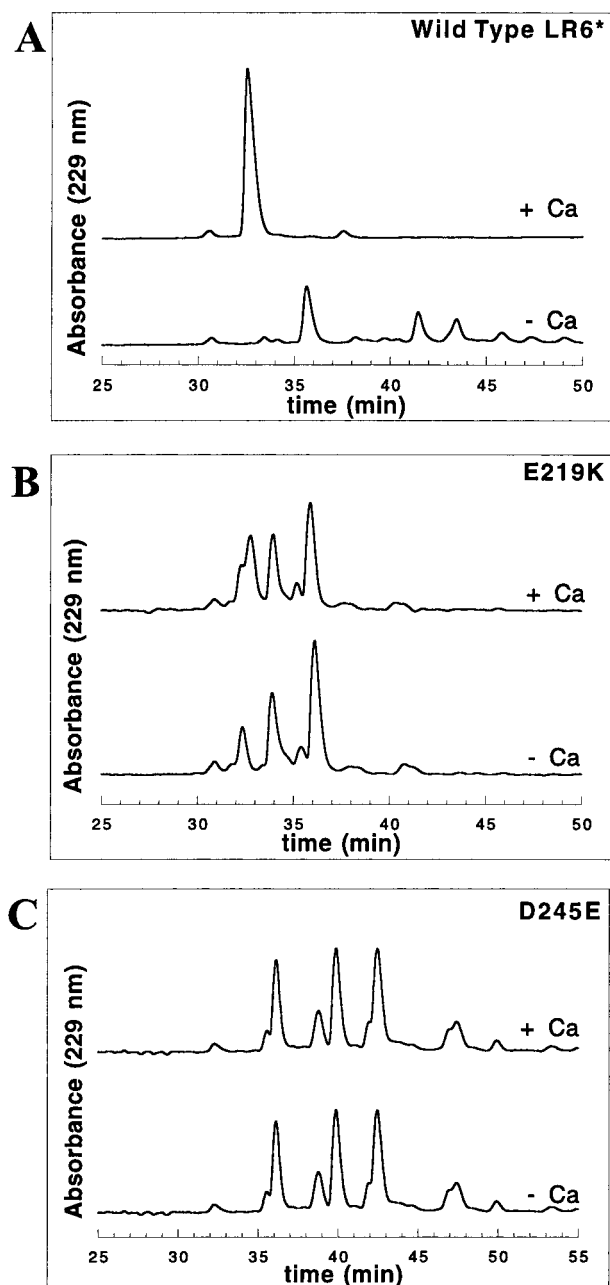 A
Wild Type LR6*
Absorbance (229 nm)
+ Ca
- Ca
25 30 35 40 45 50
time (min)
B
E219K
Absorbance (229 nm)
+ Ca
- Ca
25 30 35 40 45 50
time (min)
C
D245E
Absorbance (229 nm)
+ Ca
- Ca
25 30 35 40 45 50 55
time (min)